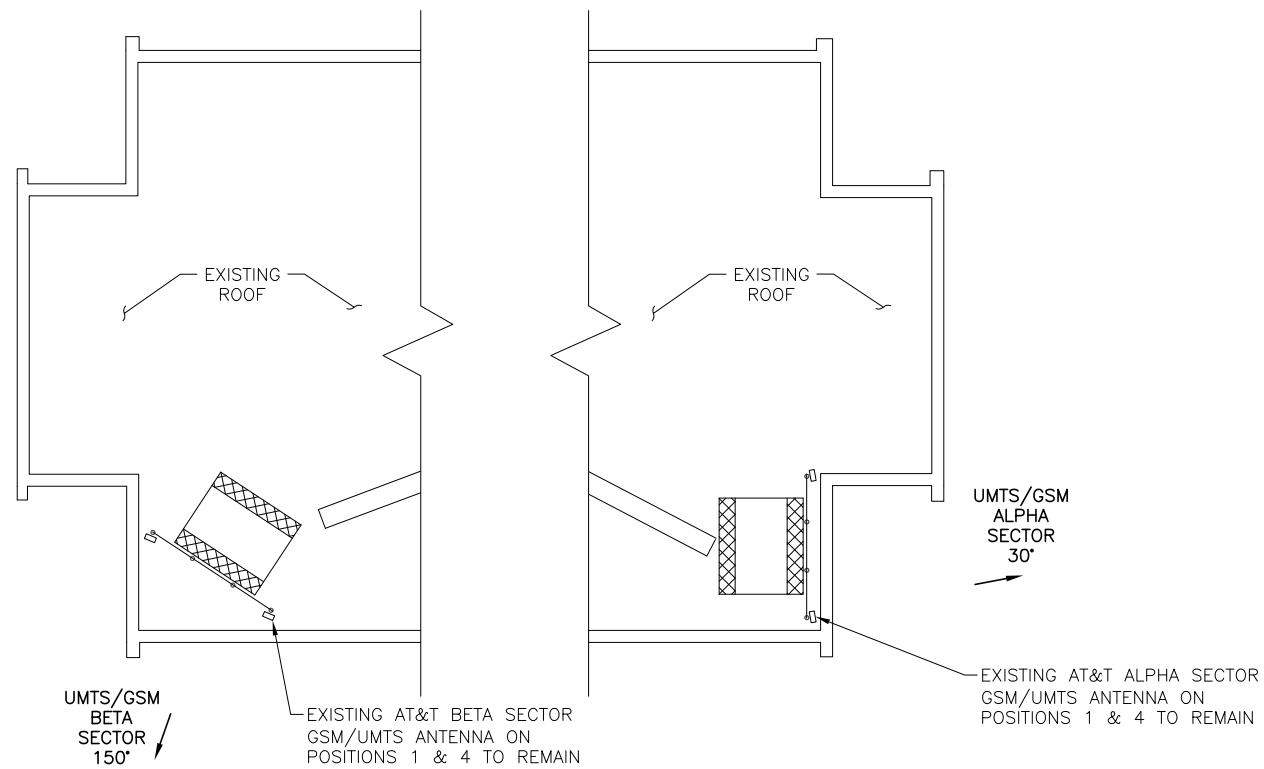 EXISTING
ROOF
EXISTING
ROOF
UMTS/GSM
ALPHA
SECTOR
30°
EXISTING AT&T ALPHA SECTOR
GSM/UMTS ANTENNA ON
POSITIONS 1 & 4 TO REMAIN
UMTS/GSM
BETA
SECTOR
150°
EXISTING AT&T BETA SECTOR
GSM/UMTS ANTENNA ON
POSITIONS 1 & 4 TO REMAIN